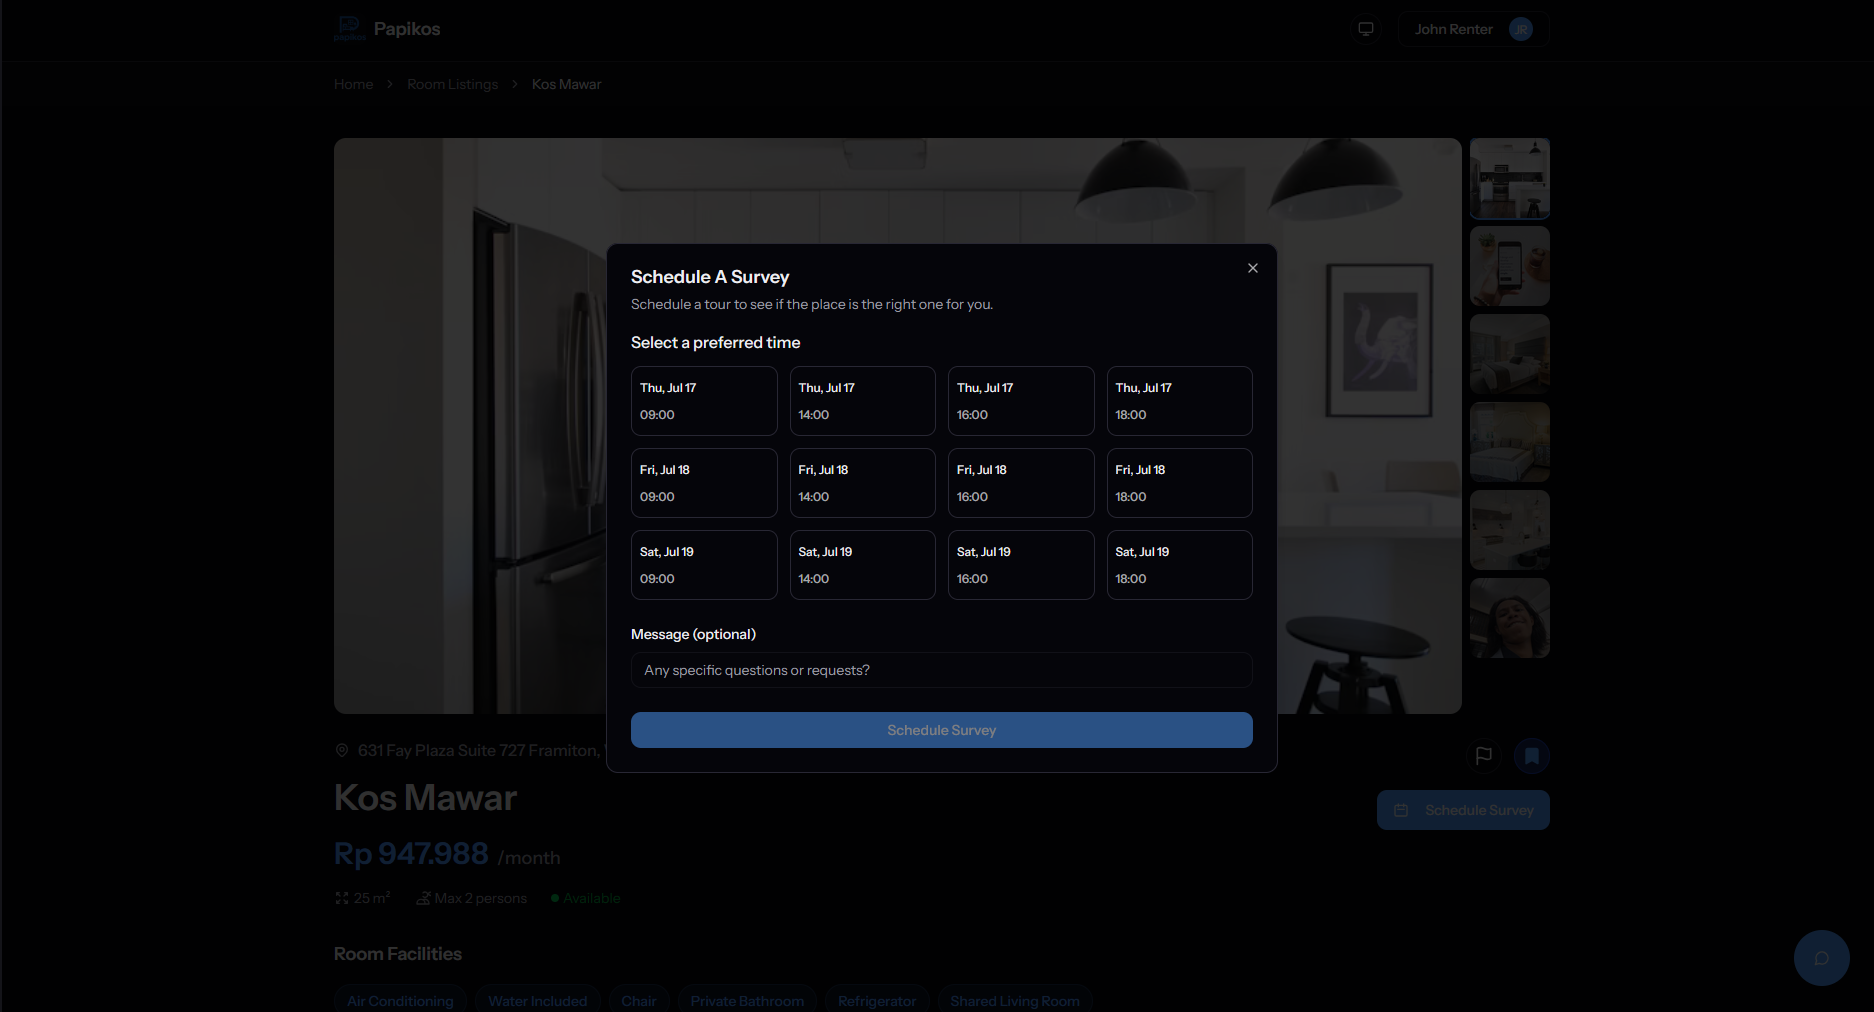 papikos
Papikos
John Renter
JR
Home
Room Listings
Kos Mawar
Schedule A Survey
Schedule a tour to see if the place is the right one for you.
Select a preferred time
Thu, Jul 17
09:00
Thu, Jul 17
14:00
Thu, Jul 17
16:00
Thu, Jul 17
18:00
Fri, Jul 18
09:00
Fri, Jul 18
14:00
Fri, Jul 18
16:00
Fri, Jul 18
18:00
Sat, Jul 19
09:00
Sat, Jul 19
14:00
Sat, Jul 19
16:00
Sat, Jul 19
18:00
Message (optional)
Any specific questions or requests?
Schedule Survey
631 Fay Plaza Suite 727 Framiton,
Kos Mawar
Schedule Survey
Rp 947.988 /month
25 m²
Max 2 persons
Available
Room Facilities
Air Conditioning
Water Included
Chair
Private Bathroom
Refrigerator
Shared Living Room